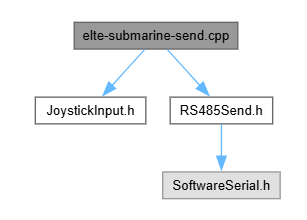 elte-submarine-send.cpp
JoystickInput.h
RS485Send.h
SoftwareSerial.h